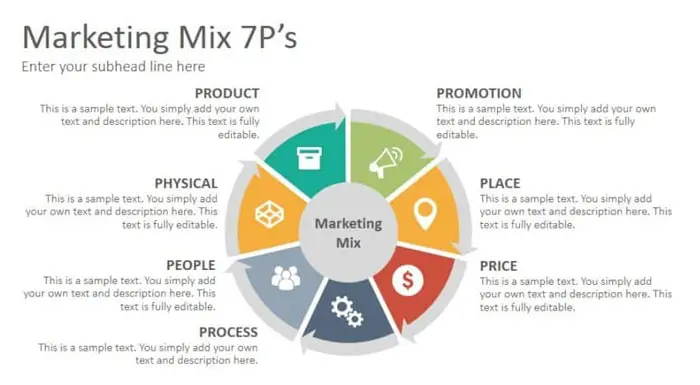 Marketing Mix 7P's
Enter your subhead line here
PRODUCT
This is a sample text. You simply add your own
text and description here. This text is fully
editable.
PROMOTION
This is a sample text. You simply add your own
text and description here. This text is fully
editable.
PHYSICAL
This is a sample text. You simply add
your own text and description here. This
text is fully editable.
PLACE
This is a sample text. You simply add
your own text and description here. This
text is fully editable.
Marketing
Mix
$
PEOPLE
This is a sample text. You simply add
your own text and description here. This
text is fully editable.
PRICE
This is a sample text. You simply add
your own text and description here. This
text is fully editable.
PROCESS
This is a sample text. You simply add your own
text and description here. This text is fully
editable.